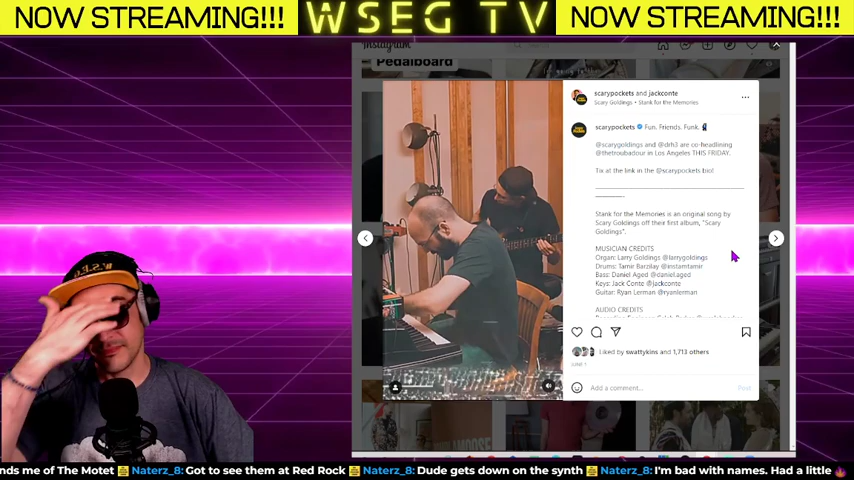 NOW STREAMING!!!
WSEG TV
NOW STREAMING!!!
Instagram
Search
Pedalboard
scarypockets and jackconte
Scary Goldings • Stank for the Memories
scarypockets Fun. Friends. Funk.
@scarygoldings and @drh3 are co-headlining
@thetroubadour in Los Angeles THIS FRIDAY.
Tix at the link in the @scarypockets bio!
Stank for the Memories is an original song by
Scary Goldings off their first album, "Scary
Goldings".
MUSICIAN CREDITS
Organ: Larry Goldings @larrygoldings
Drums: Tamir Barzilay @instamtamir
Bass: Daniel Aged @daniel.aged
Keys: Jack Conte @jackconte
Guitar: Ryan Lerman @ryanlerman
AUDIO CREDITS
Liked by swattykins and 1,713 others
JUNE 1
Add a comment...
Post
W.S.E.G.
nds me of The Motet Naterz_8: Got to see them at Red Rock Naterz_8: Dude gets down on the synth Naterz_8: I'm bad with names. Had a little